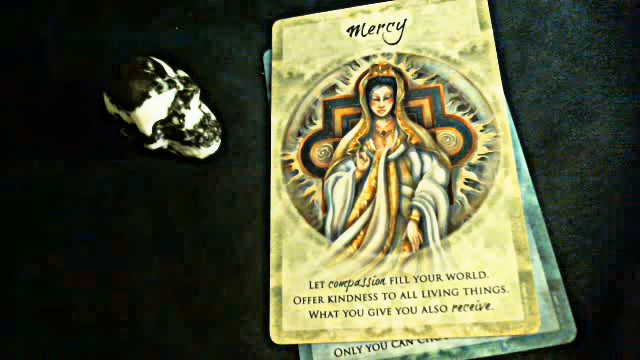 Mercy
LET compassion FILL YOUR WORLD.
OFFER KINDNESS TO ALL LIVING THINGS.
WHAT YOU GIVE YOU ALSO receive.
ONLY YOU CAN